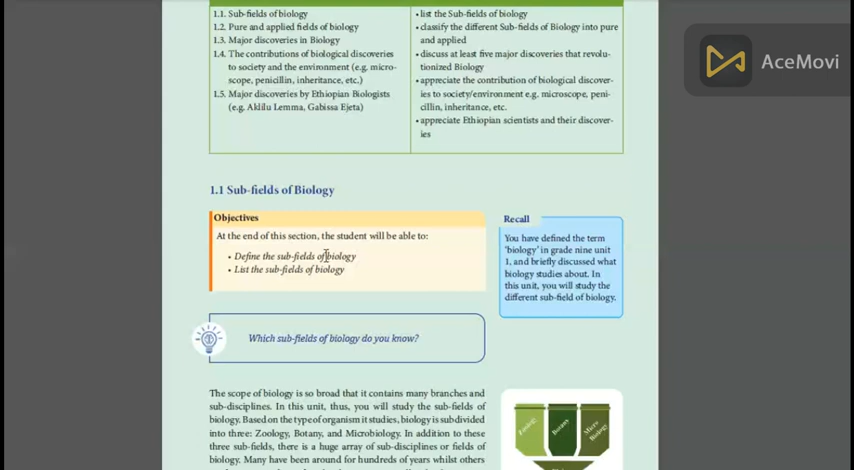 1.1. Sub-fields of biology
1.2. Pure and applied fields of biology
1.3. Major discoveries in Biology
1.4. The contributions of biological discoveries
to society and the environment (e.g. micro-
scope, penicillin, inheritance, etc,)
1.5. Major discoveries by Ethiopian Biologists
(e.g. Aklilu Lemma, Gabissa Ejeta)
• list the Sub-fields of biology
• classify the different Sub-fields of Biology into pure
and applied
• discuss at least five major discoveries that revolu-
tionized Biology
• appreciate the contribution of biological discover-
ies to society/environment e.g. microscope, peni-
cillin, inheritance, etc.
• appreciate Ethiopian scientists and their discover-
ies
AceMovi
1.1 Sub-fields of Biology
Objectives
At the end of this section, the student will be able to:
• Define the sub-fields of biology
• List the sub-fields of biology
Recall
You have defined the term
'biology' in grade nine unit
1, and briefly discussed what
biology studies about. In
this unit, you will study the
different sub-field of biology.
Which sub-fields of biology do you know?
The scope of biology is so broad that it contains many branches and
sub-disciplines. In this unit, thus, you will study the sub-fields of
biology. Based on the type of organism it studies, biology is subdivided
into three: Zoology, Botany, and Microbiology. In addition to these
three sub-fields, there is a huge array of sub-disciplines or fields of
biology. Many have been around for hundreds of years whilst others
Zoology
Botany
Micro
Biology